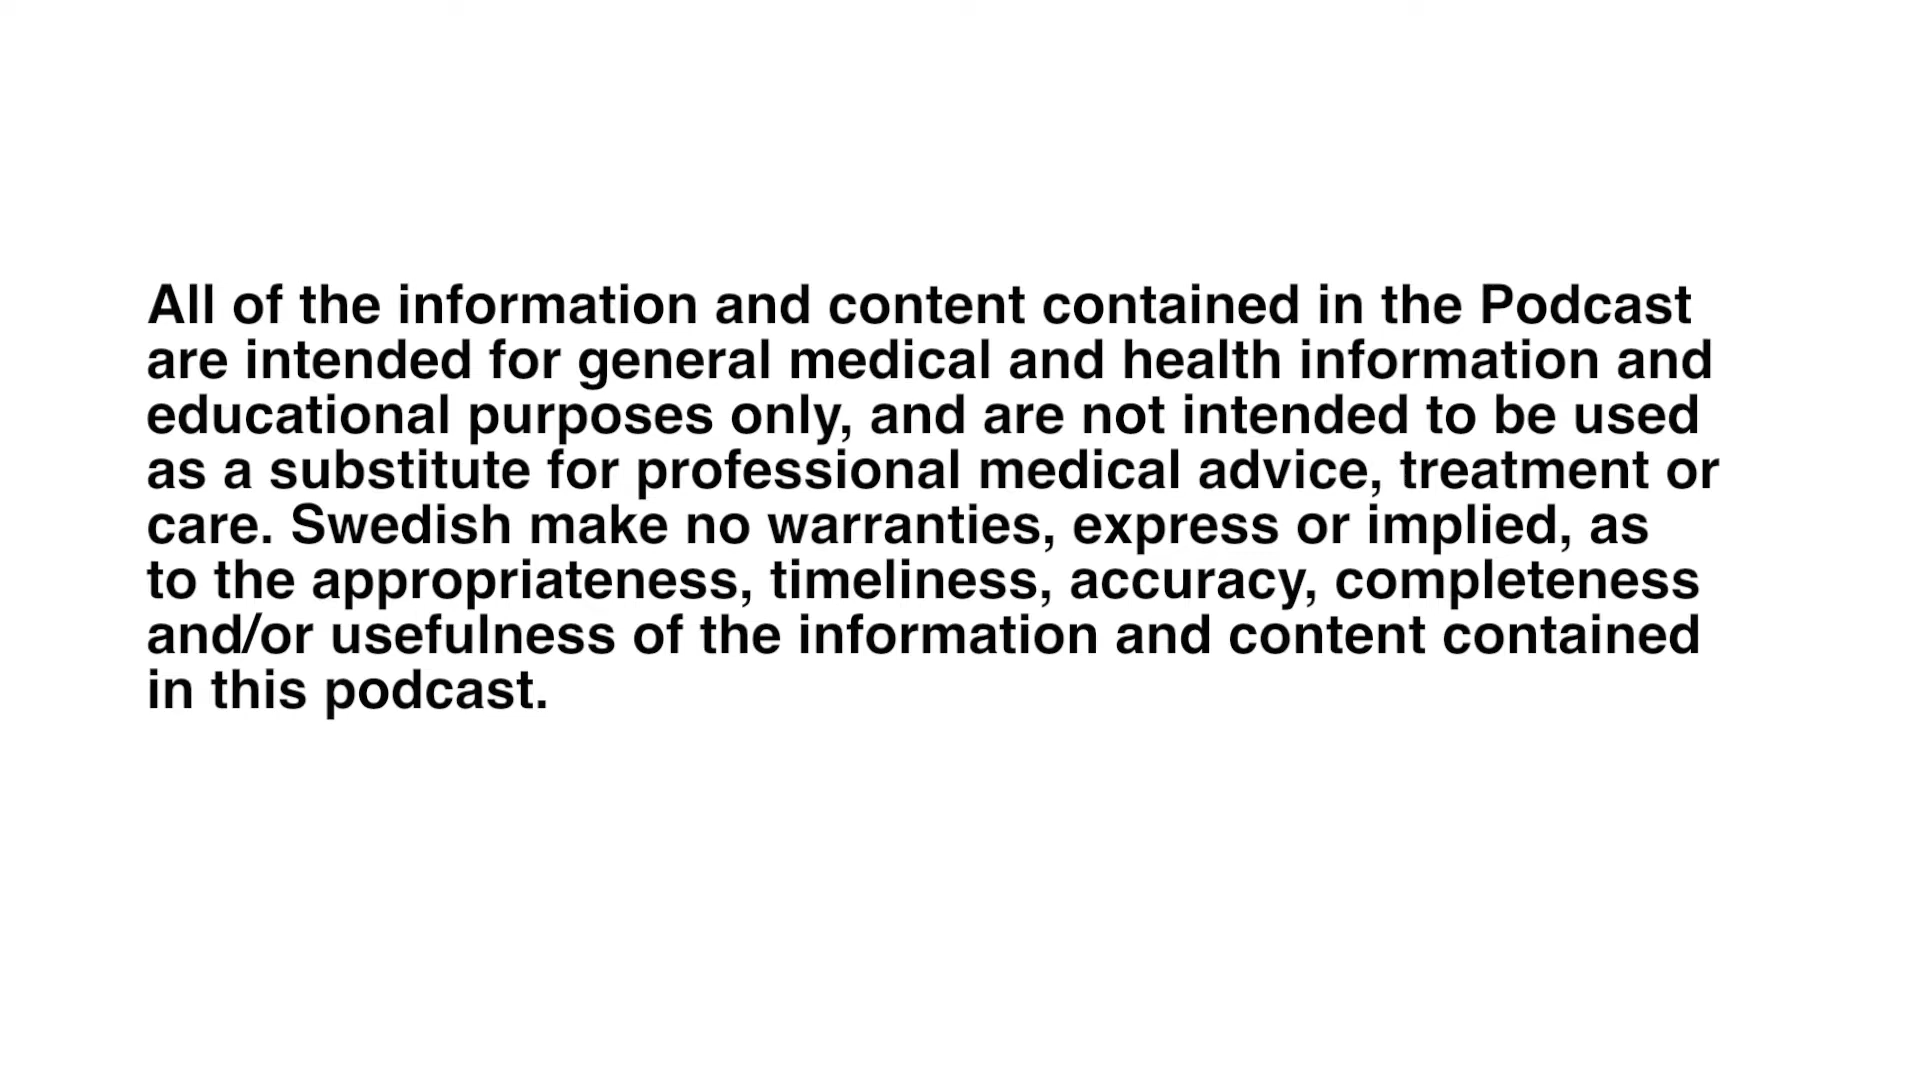 All of the information and content contained in the Podcast
are intended for general medical and health information and
educational purposes only, and are not intended to be used
as a substitute for professional medical advice, treatment or
care. Swedish make no warranties, express or implied, as
to the appropriateness, timeliness, accuracy, completeness
and/or usefulness of the information and content contained
in this podcast.